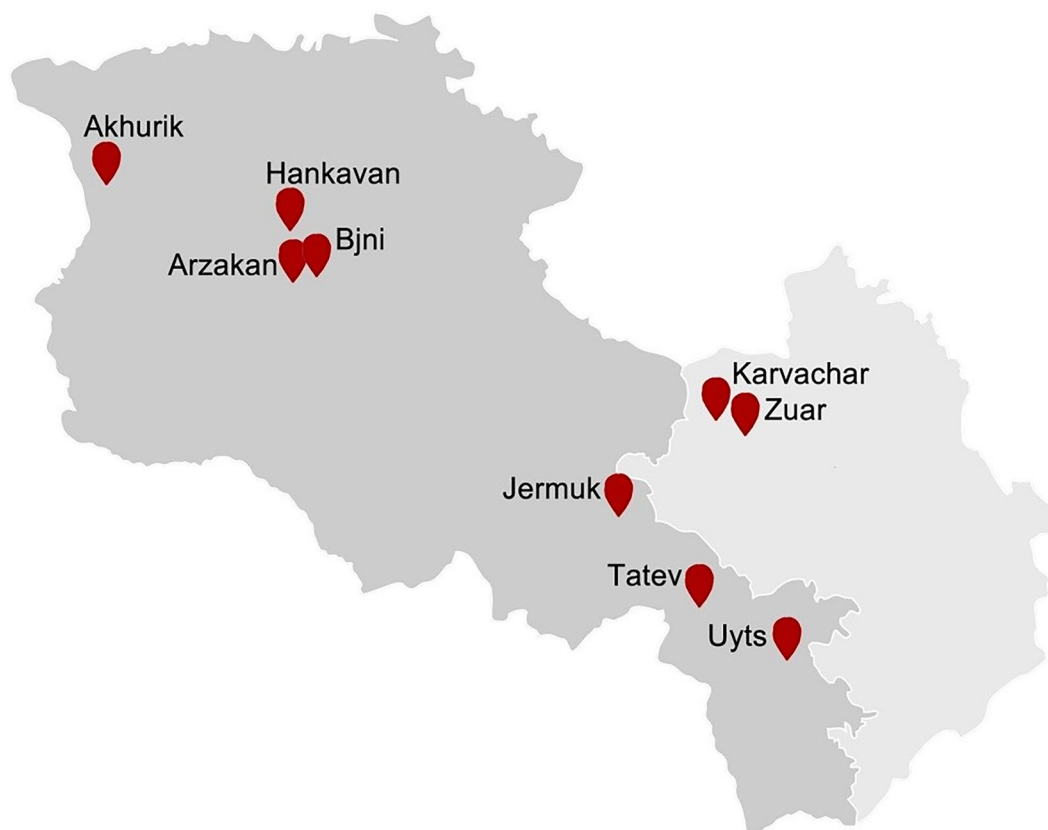 Akhurik
Hankavan
Bjni
Arzakan
Karvachar
Zuar
Jermuk
Tatev
Uyts